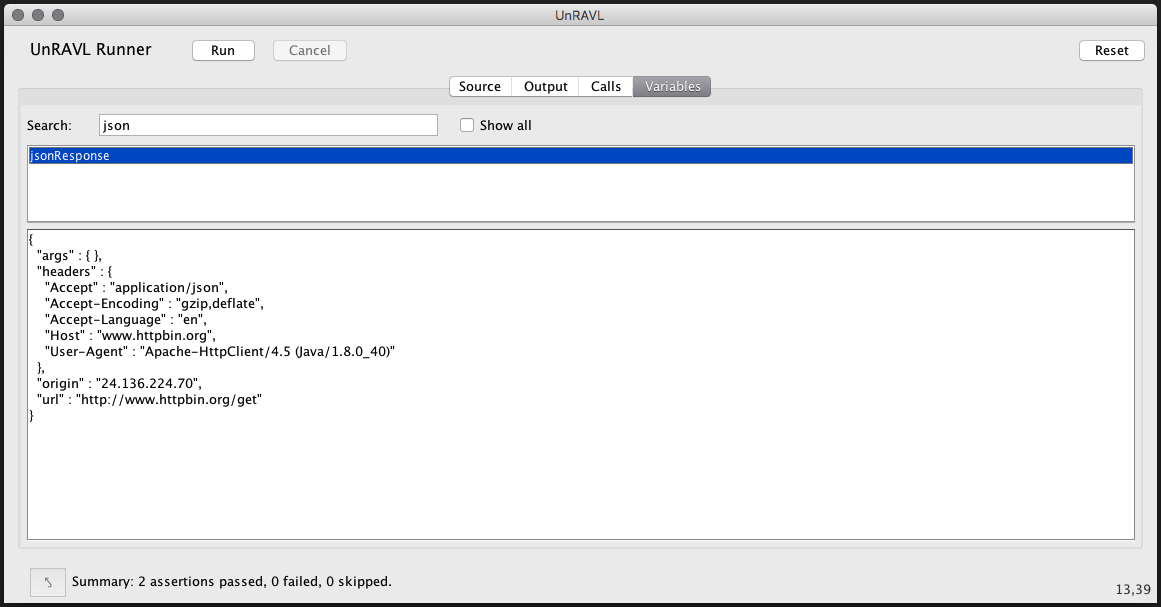 UnRAVL
UnRAVL Runner Run Cancel Reset
Source Output Calls Variables
Search: json Show all
jsonResponse
{
"args" : { },
"headers" : {
"Accept" : "application/json",
"Accept-Encoding" : "gzip,deflate",
"Accept-Language" : "en",
"Host" : "www.httpbin.org",
"User-Agent" : "Apache-HttpClient/4.5 (Java/1.8.0_40)"
},
"origin" : "24.136.224.70",
"url" : "http://www.httpbin.org/get"
}
Summary: 2 assertions passed, 0 failed, 0 skipped.
13,39